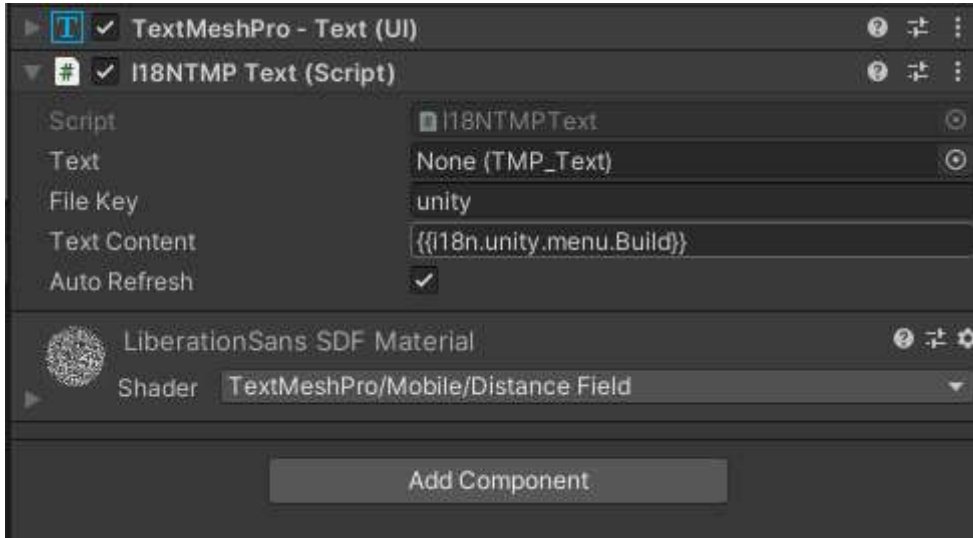 TextMeshPro - Text (UI)
I18NTMP Text (Script)
Script I18NTMPText
Text None (TMP_Text)
File Key unity
Text Content {{i18n.unity.menu.Build}}
Auto Refresh
LiberationSans SDF Material
Shader TextMeshPro/Mobile/Distance Field
Add Component